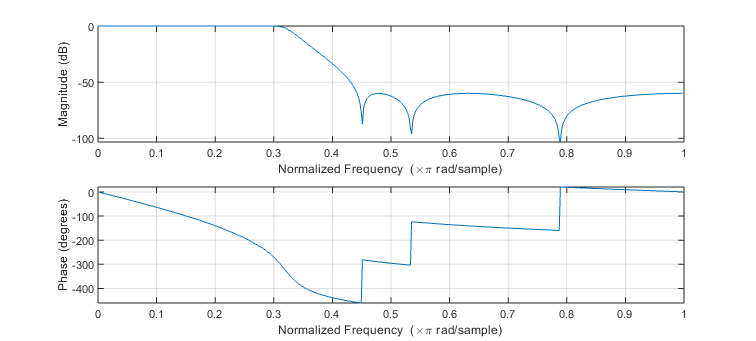 0
-50
-100
Magnitude (dB)
0 0.1 0.2 0.3 0.4 0.5 0.6 0.7 0.8 0.9 1
Normalized Frequency (×π rad/sample)
0
-100
-200
-300
-400
Phase (degrees)
0 0.1 0.2 0.3 0.4 0.5 0.6 0.7 0.8 0.9 1
Normalized Frequency (×π rad/sample)